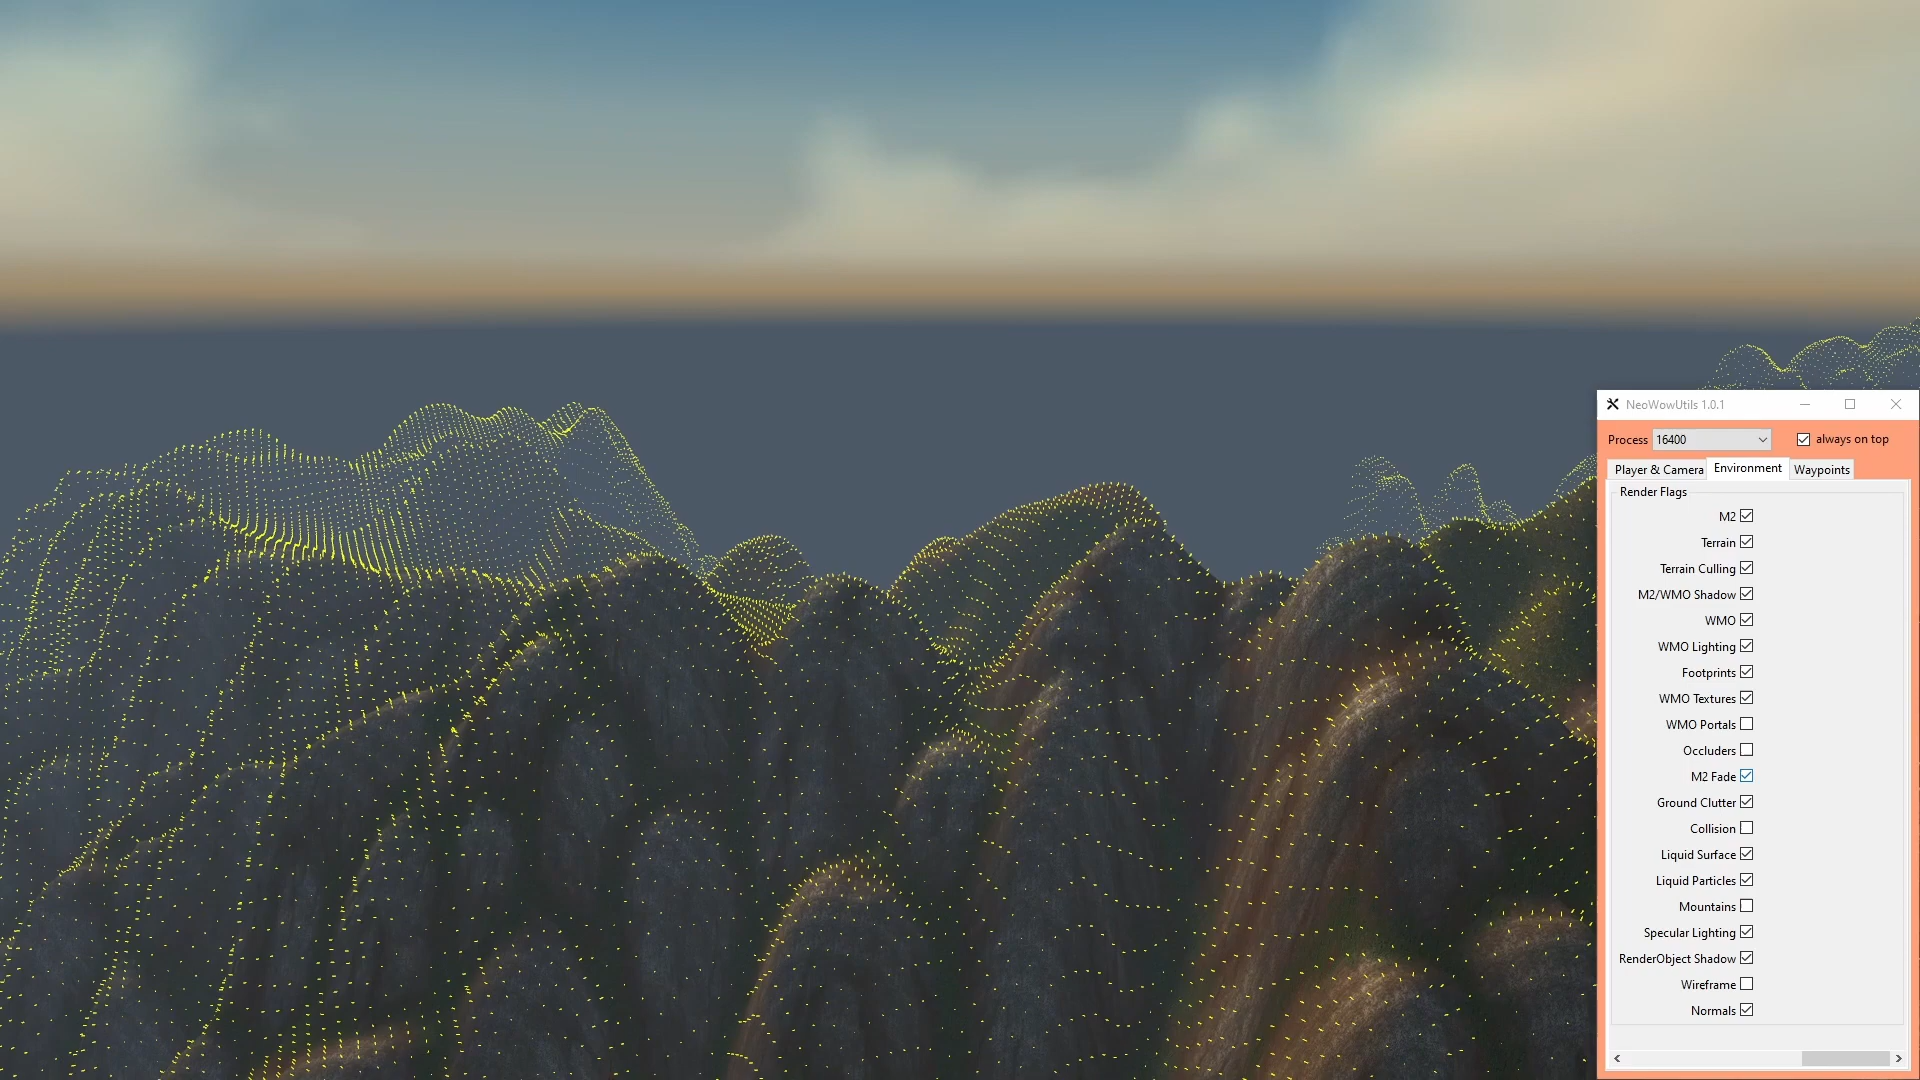 NeoWowUtils 1.0.1
Process 16400 always on top
Player & Camera Environment Waypoints
Render Flags
M2
Terrain
Terrain Culling
M2/WMO Shadow
WMO
WMO Lighting
Footprints
WMO Textures
WMO Portals
Occluders
M2 Fade
Ground Clutter
Collision
Liquid Surface
Liquid Particles
Mountains
Specular Lighting
RenderObject Shadow
Wireframe
Normals